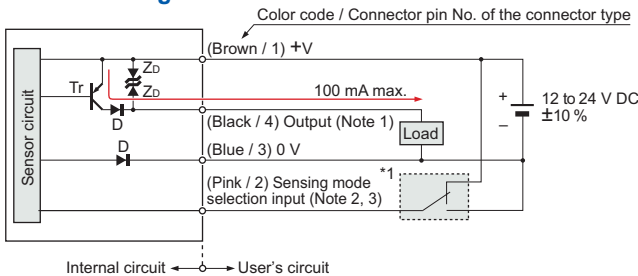 Color code / Connector pin No. of the connector type
(Brown / 1) +V
ZD
Tr
ZD
100 mA max.
+
12 to 24 V DC
±10 %
–
D
(Black / 4) Output (Note 1)
Load
Sensor circuit
D
(Blue / 3) 0 V
*1
(Pink / 2) Sensing mode
selection input (Note 2, 3)
Internal circuit
User's circuit